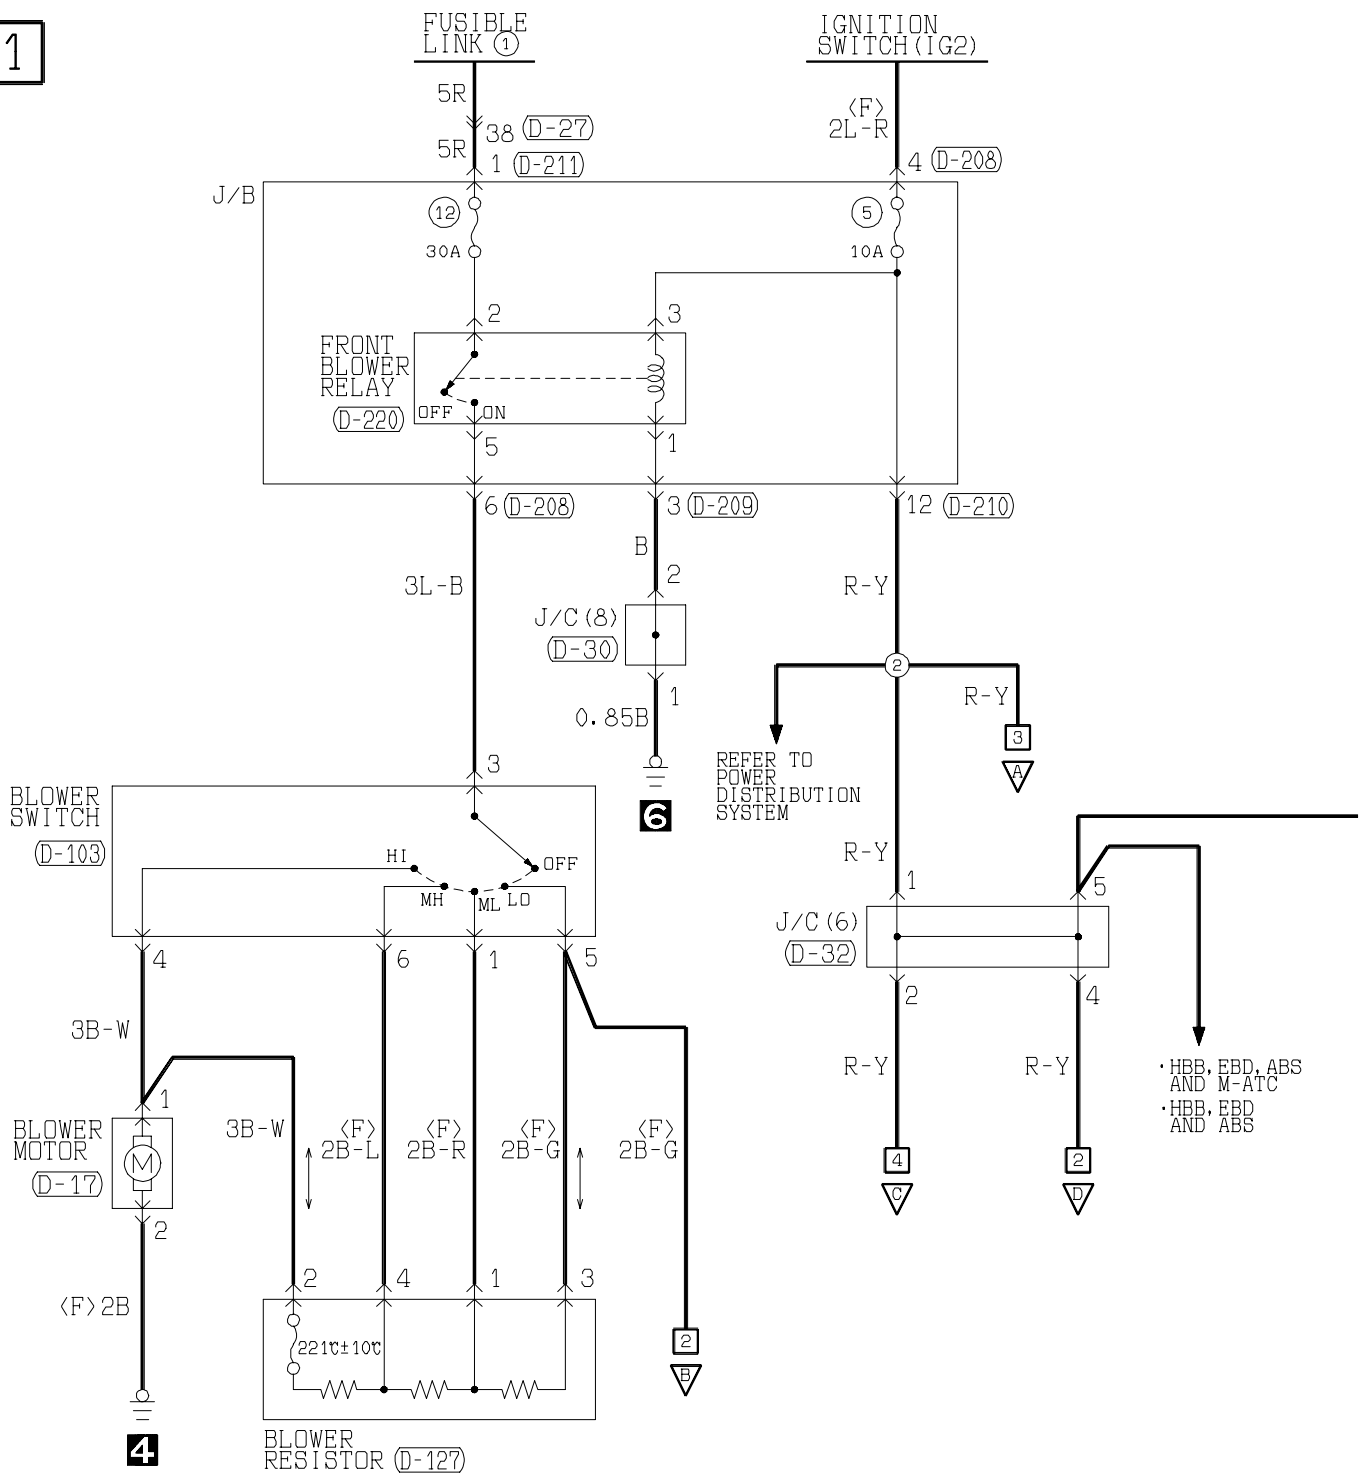 1
FUSIBLE
LINK ①
IGNITION
SWITCH(IG2)
5R
<F>
2L-R
38 (D-27)
5R
1 (D-211)
4 (D-208)
J/B
12
5
30A
10A
2
3
FRONT
BLOWER
RELAY
(D-220)
OFF
ON
5
1
6 (D-208)
3 (D-209)
12 (D-210)
B
2
3L-B
R-Y
J/C(8)
(D-30)
2
1
R-Y
0.85B
3
A
REFER TO
POWER
DISTRIBUTION
SYSTEM
3
6
BLOWER
SWITCH
(D-103)
HI
OFF
MH
ML
LO
R-Y
1
5
J/C(6)
(D-32)
4
6
1
5
2
4
3B-W
R-Y
R-Y
·HBB, EBD, ABS
AND M-ATC
·HBB, EBD
AND ABS
1
BLOWER
MOTOR
(D-17)
M
3B-W
<F>
2B-L
<F>
2B-R
<F>
2B-G
<F>
2B-G
4
C
2
D
2
<F>2B
2
4
1
3
221℃±10℃
2
B
4
BLOWER
RESISTOR (D-127)